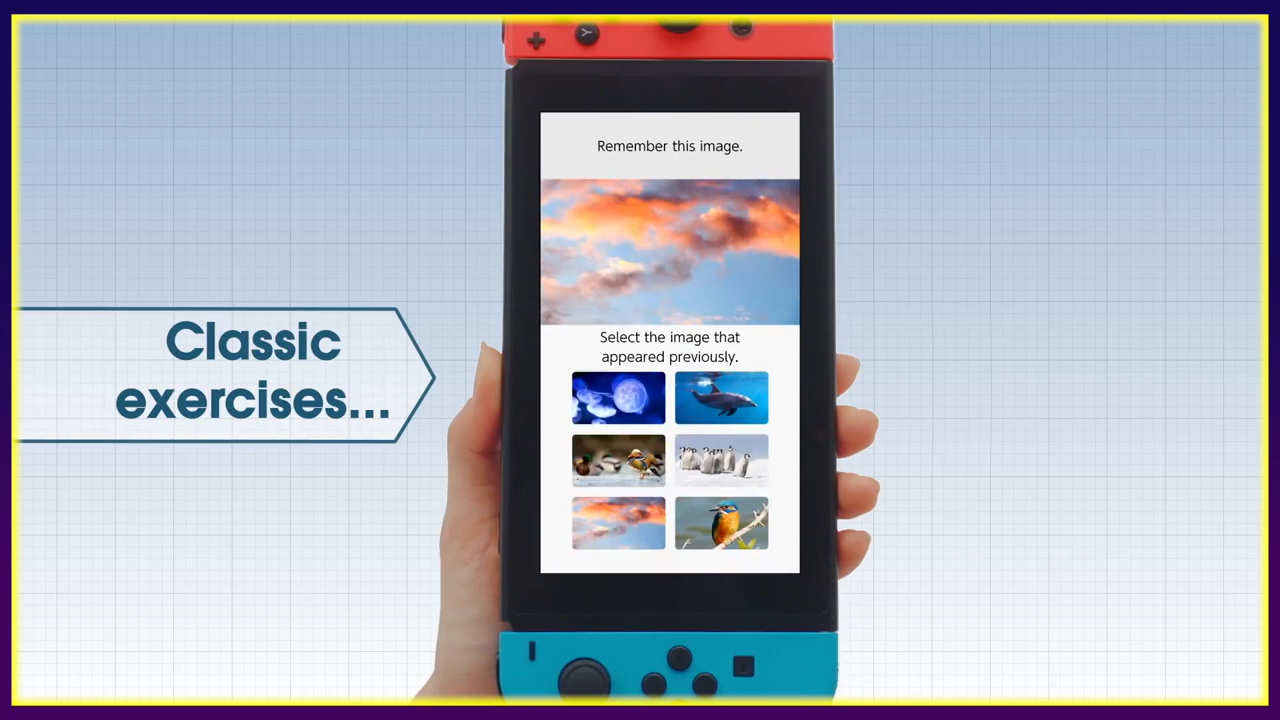 Y
Remember this image.
Classic
exercises...
Select the image that
appeared previously.